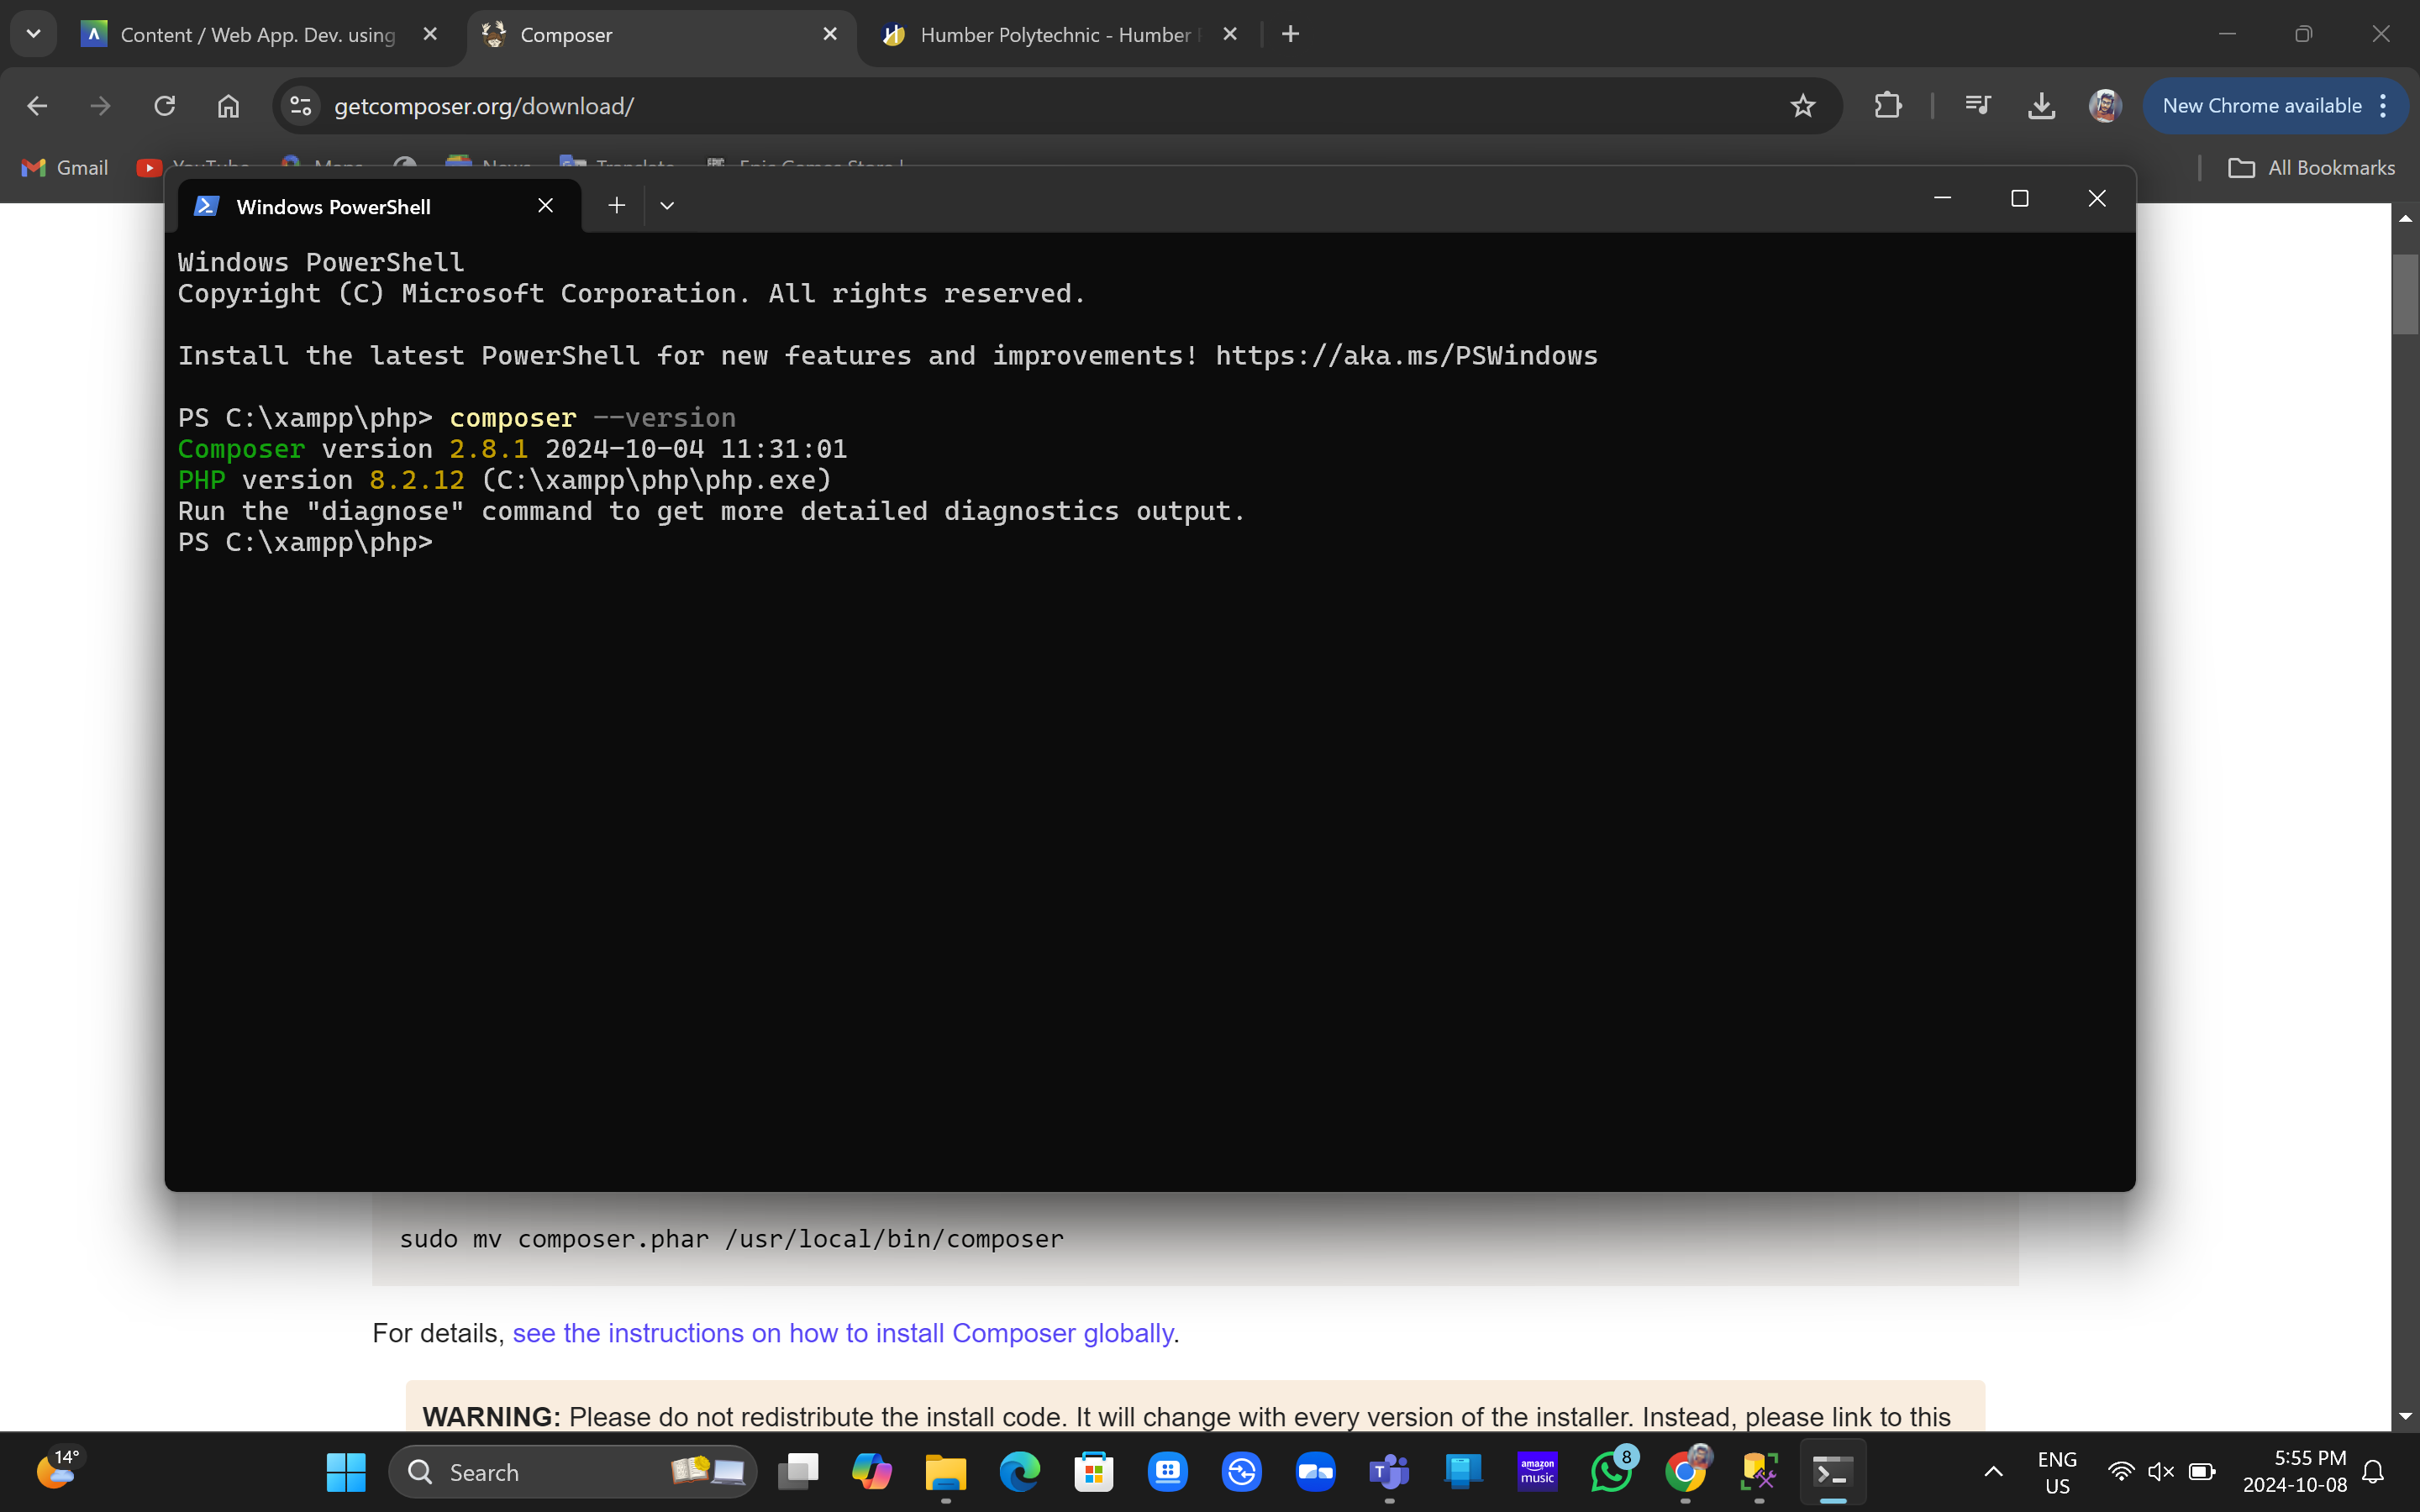 Content / Web App. Dev. using
Composer
Humber Polytechnic - Humber
getcomposer.org/download/
New Chrome available
Gmail
All Bookmarks
Windows PowerShell
Windows PowerShell
Copyright (C) Microsoft Corporation. All rights reserved.
Install the latest PowerShell for new features and improvements! https://aka.ms/PSWindows
PS C:\xampp\php> composer --version
Composer version 2.8.1 2024-10-04 11:31:01
PHP version 8.2.12 (C:\xampp\php\php.exe)
Run the "diagnose" command to get more detailed diagnostics output.
PS C:\xampp\php>
sudo mv composer.phar /usr/local/bin/composer
For details, see the instructions on how to install Composer globally.
WARNING: Please do not redistribute the install code. It will change with every version of the installer. Instead, please link to this
14°
Search
amazon
music
8
ENG
US
5:55 PM
2024-10-08